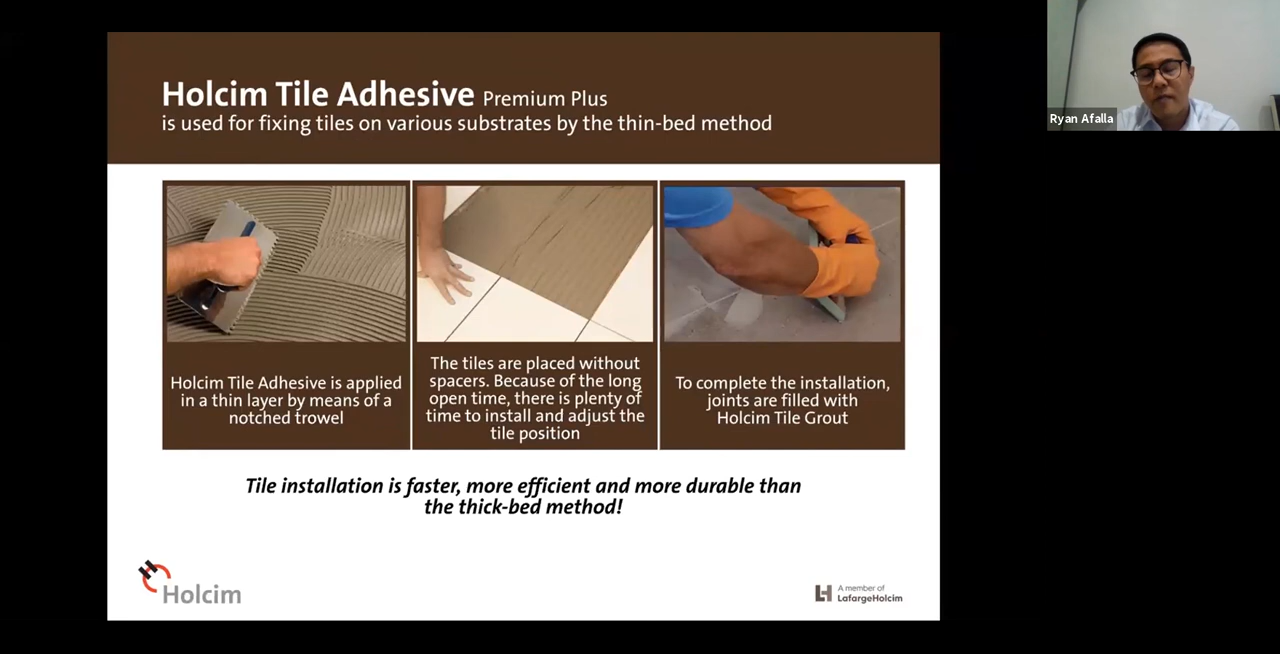 Holcim Tile Adhesive Premium Plus
is used for fixing tiles on various substrates by the thin-bed method
Ryan Afalla
Holcim Tile Adhesive is applied
in a thin layer by means of a
notched trowel
The tiles are placed without
spacers. Because of the long
open time, there is plenty of
time to install and adjust the
tile position
To complete the installation,
joints are filled with
Holcim Tile Grout
Tile installation is faster, more efficient and more durable than
the thick-bed method!
Holcim
A member of
LafargeHolcim